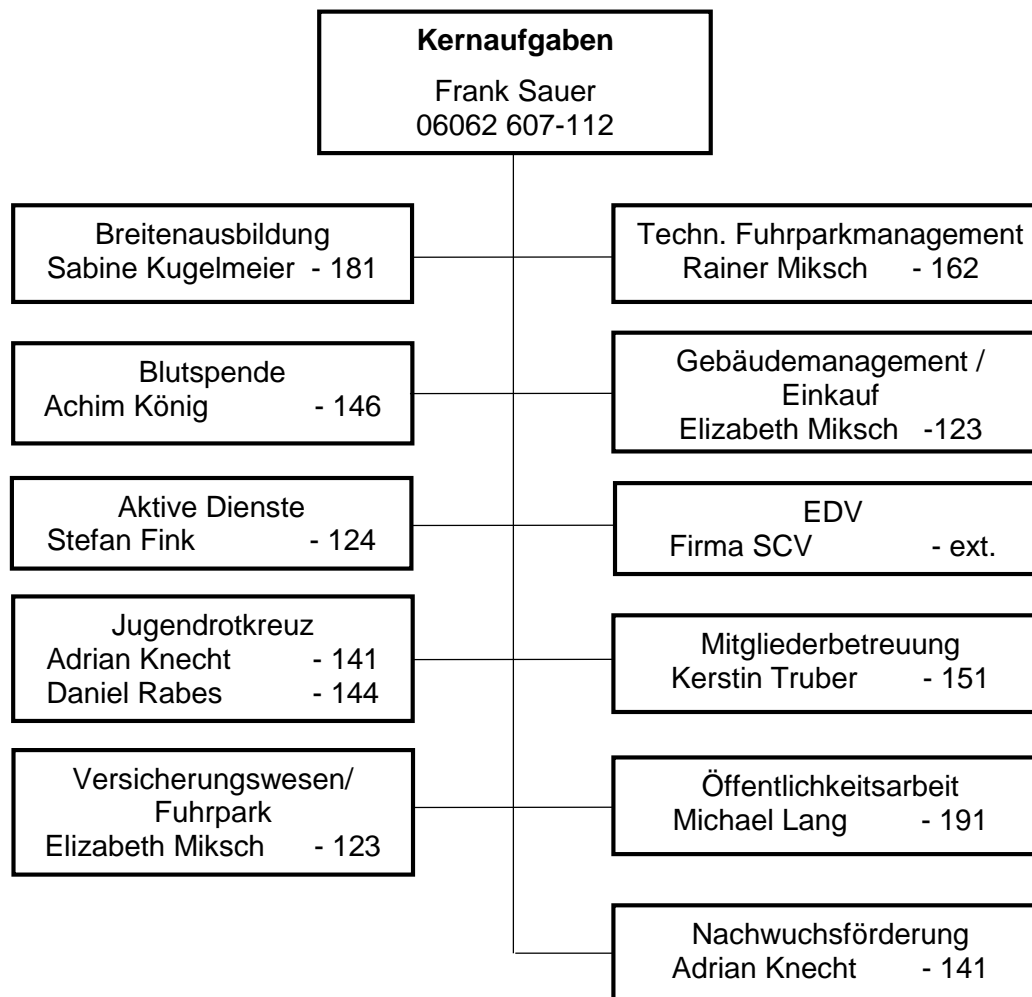 Kernaufgaben
Frank Sauer
06062 607-112
Breitenausbildung
Sabine Kugelmeier - 181
Techn. Fuhrparkmanagement
Rainer Miksch - 162
Blutspende
Achim König - 146
Gebäudemanagement /
Einkauf
Elizabeth Miksch -123
Aktive Dienste
Stefan Fink - 124
EDV
Firma SCV - ext.
Jugendrotkreuz
Adrian Knecht - 141
Daniel Rabes - 144
Mitgliederbetreuung
Kerstin Truber - 151
Versicherungswesen/
Fuhrpark
Elizabeth Miksch - 123
Öffentlichkeitsarbeit
Michael Lang - 191
Nachwuchsförderung
Adrian Knecht - 141